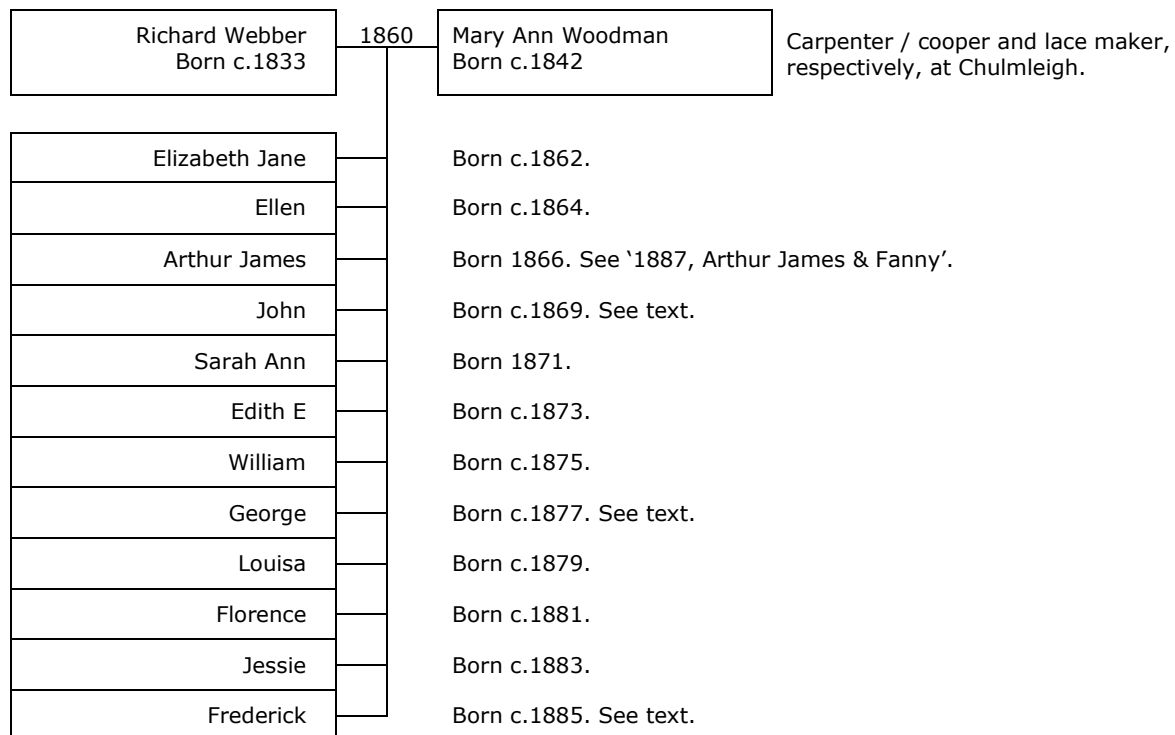 Richard Webber
Born c.1833
1860
Mary Ann Woodman
Born c.1842
Carpenter / cooper and lace maker,
respectively, at Chulmleigh.
Elizabeth Jane Born c.1862.
Ellen Born c.1864.
Arthur James Born 1866. See ‘1887, Arthur James & Fanny’.
John Born c.1869. See text.
Sarah Ann Born 1871.
Edith E Born c.1873.
William Born c.1875.
George Born c.1877. See text.
Louisa Born c.1879.
Florence Born c.1881.
Jessie Born c.1883.
Frederick Born c.1885. See text.